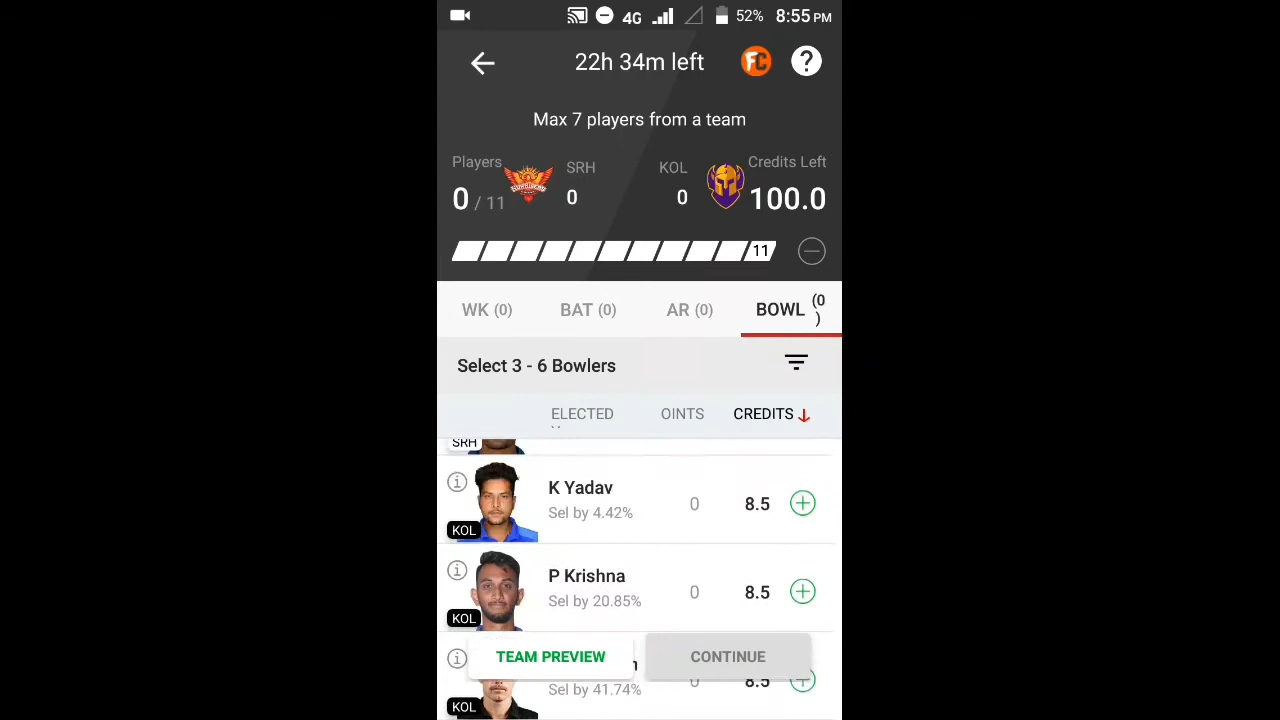 4G 52% 8:55 PM
22h 34m left FC ?
Max 7 players from a team
Players SRH KOL Credits Left
0 / 11 0 0 100.0
11
WK (0) BAT (0) AR (0) BOWL (0)
Select 3 - 6 Bowlers
ELECTED OINTS CREDITS
SRH
K Yadav
Sel by 4.42% 0 8.5
KOL
P Krishna
Sel by 20.85% 0 8.5
KOL
TEAM PREVIEW CONTINUE
Sel by 41.74% 0 8.5
KOL